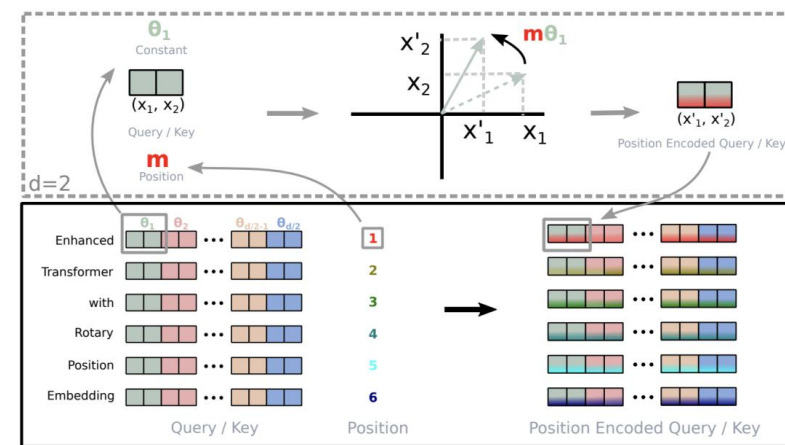 θ₁
Constant
(x₁, x₂)
Query / Key
m
Position
d=2
x'₂
x₂
x'₁
x₁
mθ₁
(x'₁, x'₂)
Position Encoded Query / Key
θ₁ θ₂ ••• θd/2-1 θd/2
Enhanced ••• 1 •••
Transformer ••• 2 •••
with ••• 3 •••
Rotary ••• 4 •••
Position ••• 5 •••
Embedding ••• 6 •••
Query / Key Position Position Encoded Query / Key